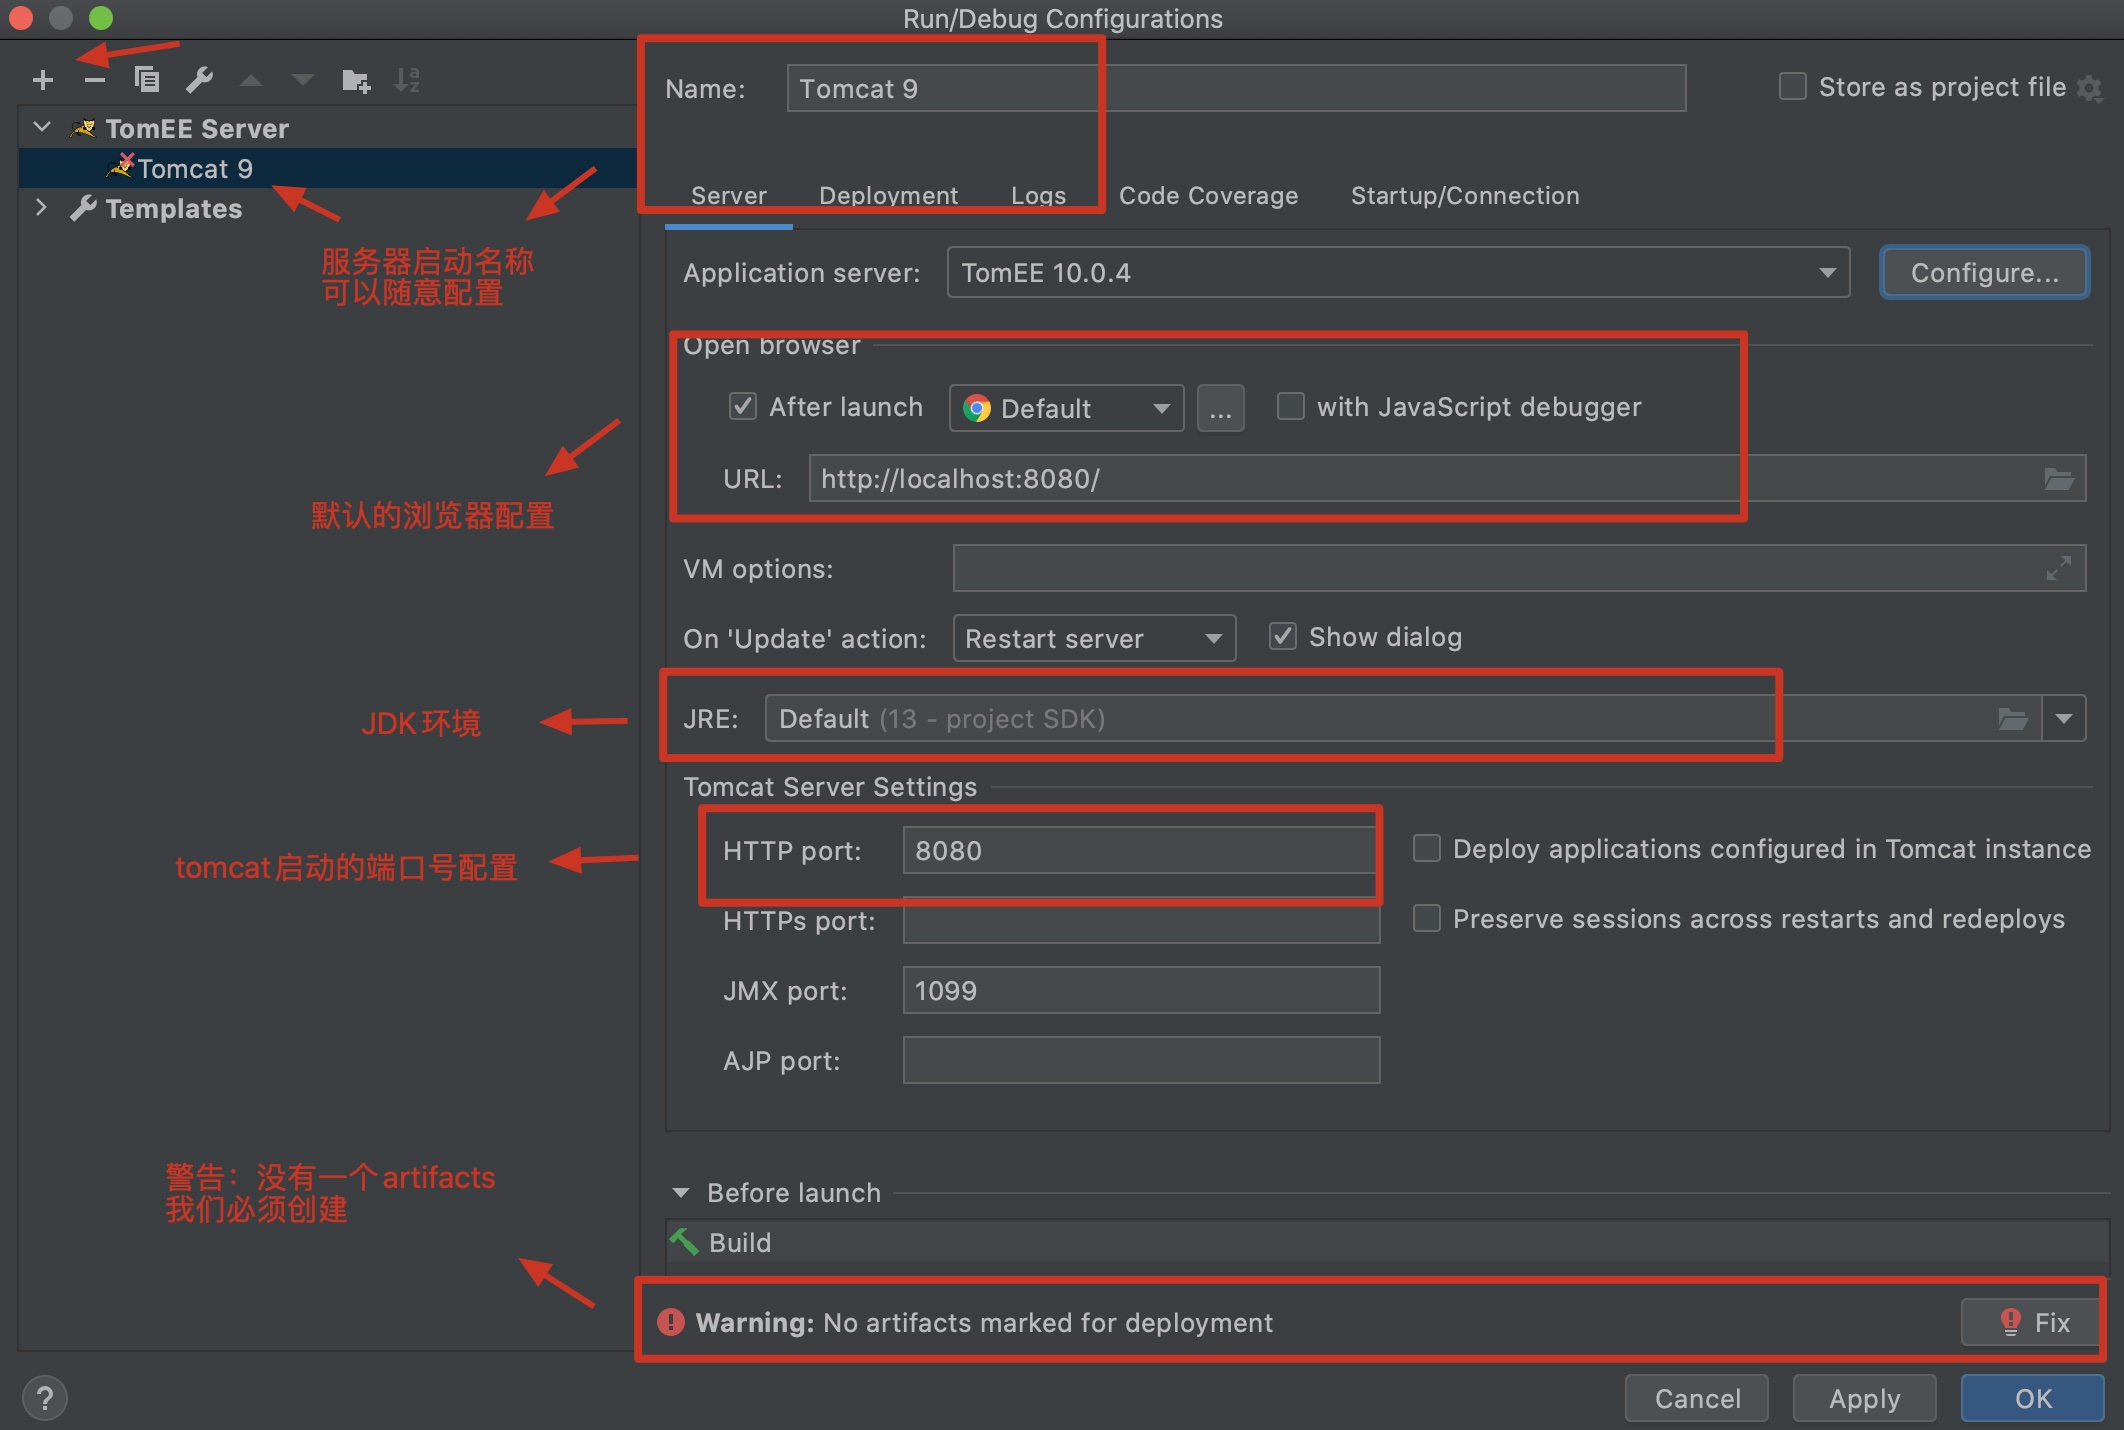 Run/Debug Configurations
TomEE Server
Tomcat 9
Templates
服务器启动名称
可以随意配置
默认的浏览器配置
JDK 环境
tomcat启动的端口号配置
警告：没有一个artifacts
我们必须创建
Name:
Tomcat 9
Store as project file
Server
Deployment
Logs
Code Coverage
Startup/Connection
Application server:
TomEE 10.0.4
Configure...
Open browser
After launch
Default
...
with JavaScript debugger
URL:
http://localhost:8080/
VM options:
On 'Update' action:
Restart server
Show dialog
JRE:
Default (13 - project SDK)
Tomcat Server Settings
HTTP port:
8080
Deploy applications configured in Tomcat instance
HTTPs port:
Preserve sessions across restarts and redeploys
JMX port:
1099
AJP port:
Before launch
Build
Warning: No artifacts marked for deployment
Fix
?
Cancel
Apply
OK